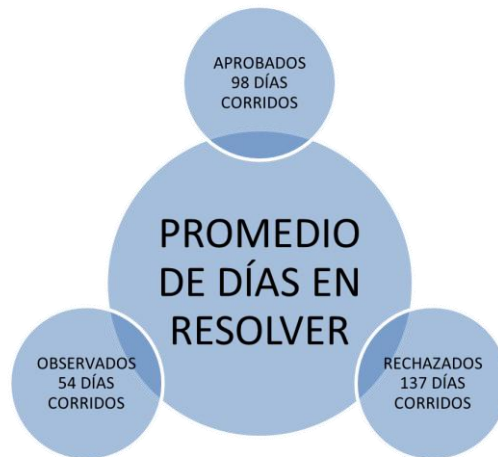 APROBADOS
98 DÍAS
CORRIDOS
PROMEDIO
DE DÍAS EN
RESOLVER
OBSERVADOS
54 DÍAS
CORRIDOS
RECHAZADOS
137 DÍAS
CORRIDOS